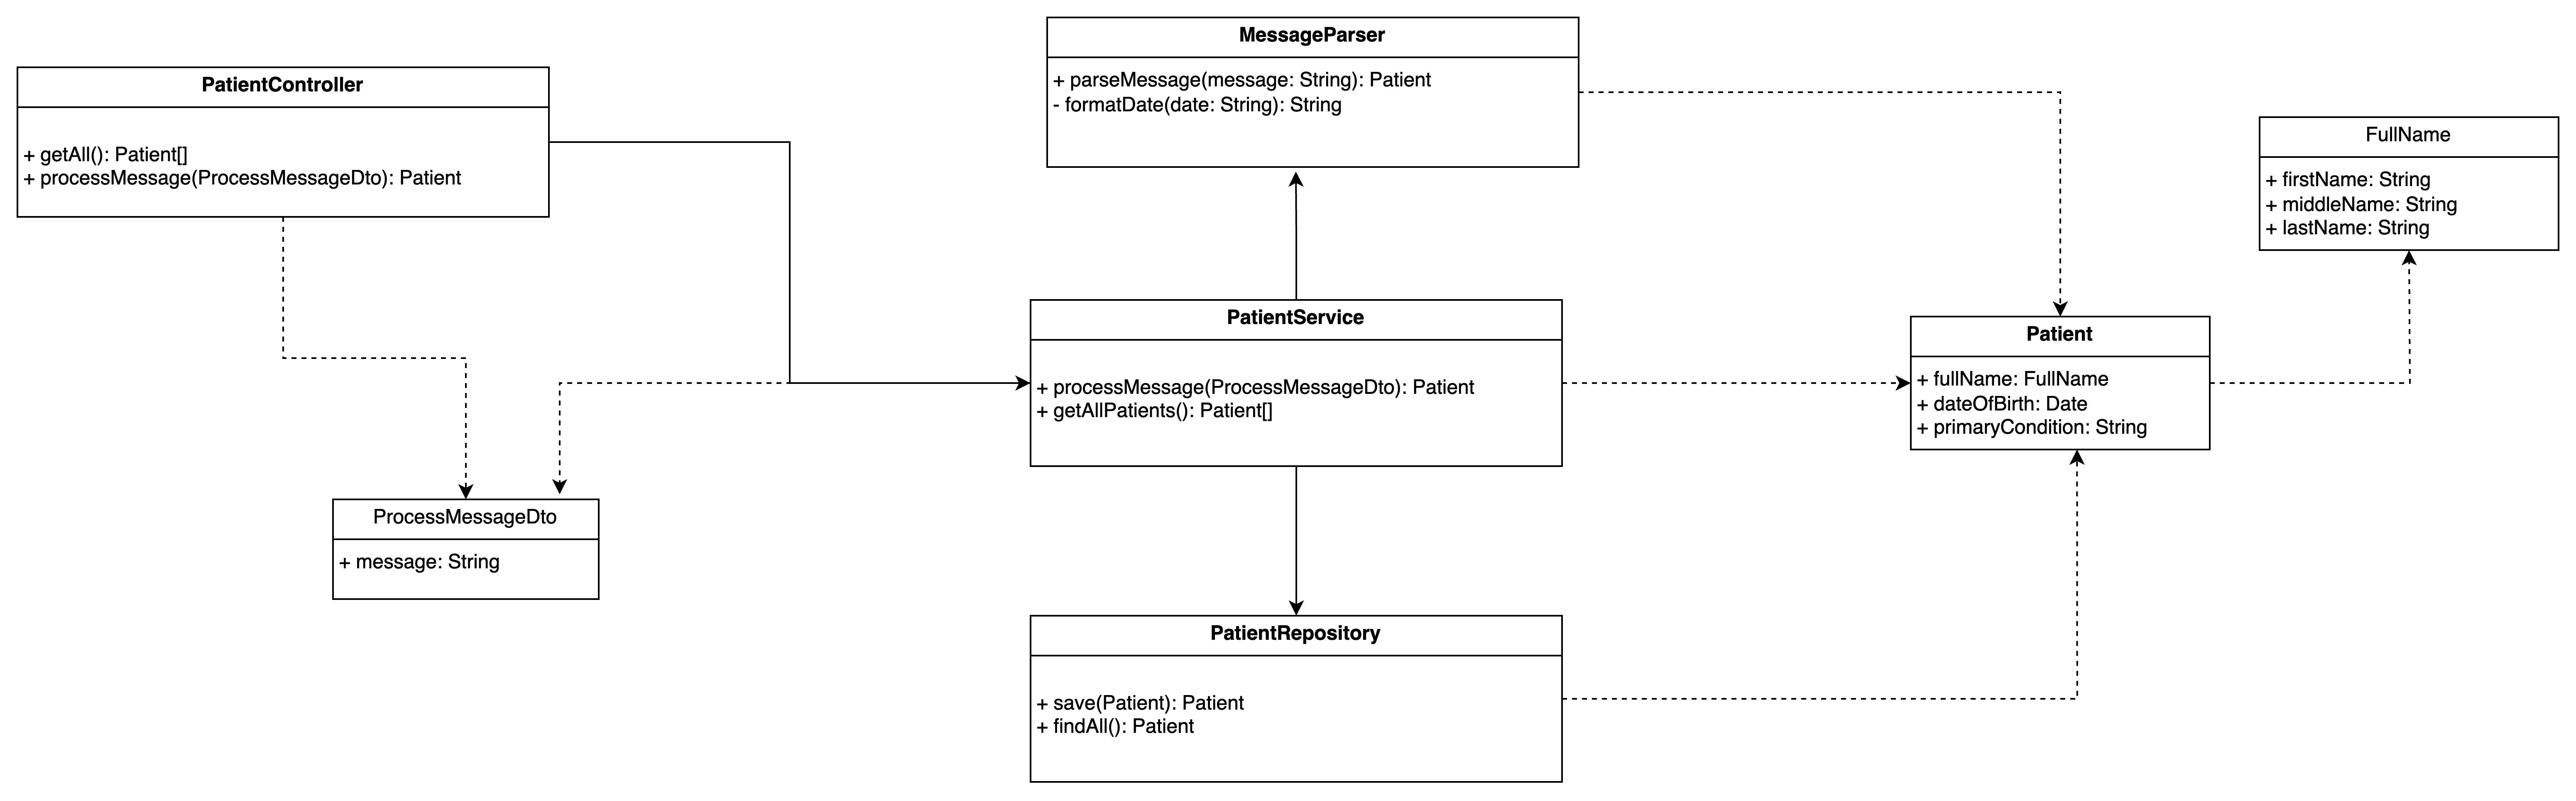 PatientController
+ getAll(): Patient[]
+ processMessage(ProcessMessageDto): Patient
MessageParser
+ parseMessage(message: String): Patient
- formatDate(date: String): String
FullName
+ firstName: String
+ middleName: String
+ lastName: String
PatientService
+ processMessage(ProcessMessageDto): Patient
+ getAllPatients(): Patient[]
Patient
+ fullName: FullName
+ dateOfBirth: Date
+ primaryCondition: String
ProcessMessageDto
+ message: String
PatientRepository
+ save(Patient): Patient
+ findAll(): Patient